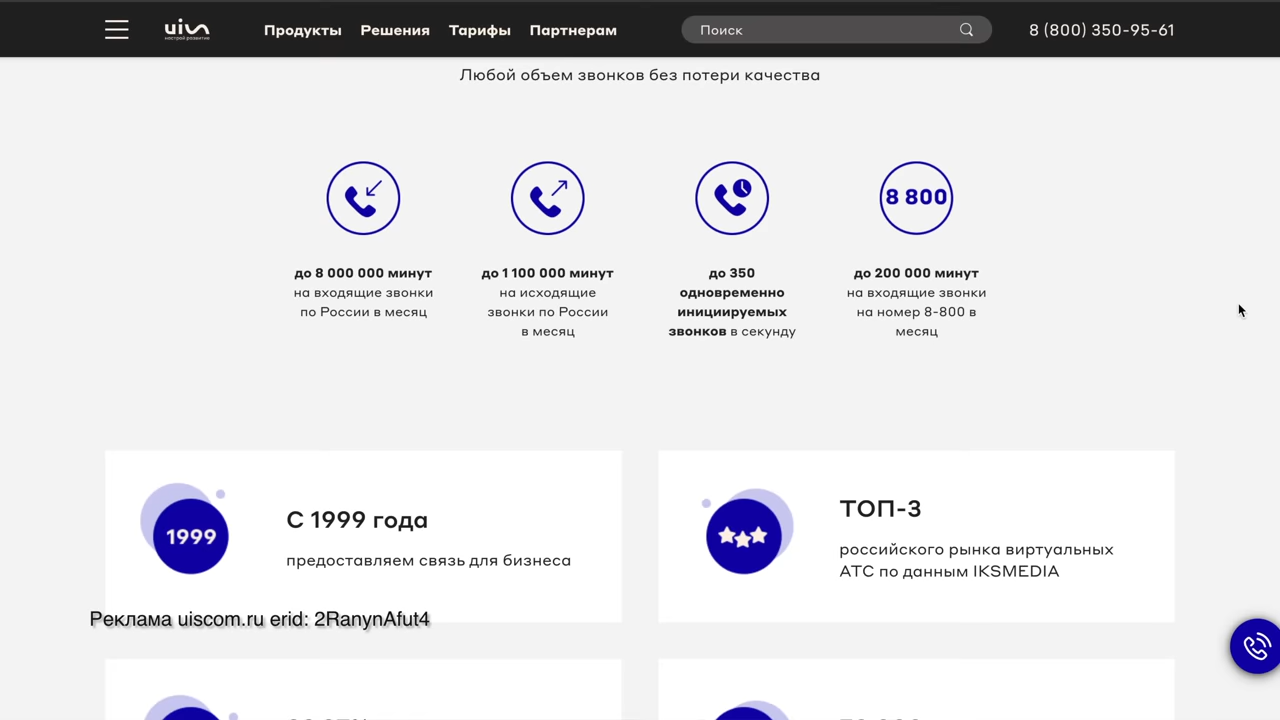 uis
Продукты Решения Тарифы Партнерам
Поиск
8 (800) 350-95-61
Любой объем звонков без потери качества
8 800
до 8 000 000 минут
на входящие звонки
по России в месяц
до 1 100 000 минут
на исходящие
звонки по России
в месяц
до 350
одновременно
инициируемых
звонков в секунду
до 200 000 минут
на входящие звонки
на номер 8-800 в
месяц
1999
С 1999 года
предоставляем связь для бизнеса
ТОП-3
российского рынка виртуальных
АТС по данным IKSMEDIA
Реклама uiscom.ru erid: 2RanynAfut4